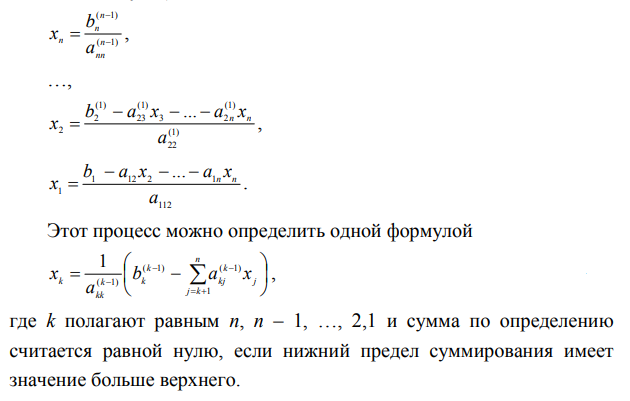 x_n = \frac{b_n^{(n-1)}}{a_{nn}^{(n-1)}},
…,
x_2 = \frac{b_2^{(1)} - a_{23}^{(1)} x_3 - ... - a_{2n}^{(1)} x_n}{a_{22}^{(1)}},
x_1 = \frac{b_1 - a_{12} x_2 - ... - a_{1n} x_n}{a_{112}}.
Этот процесс можно определить одной формулой
x_k = \frac{1}{a_{kk}^{(k-1)}} \left( b_k^{(k-1)} - \sum_{j=k+1}^{n} a_{kj}^{(k-1)} x_j \right),
где k полагают равным n, n – 1, …, 2,1 и сумма по определению
считается равной нулю, если нижний предел суммирования имеет
значение больше верхнего.